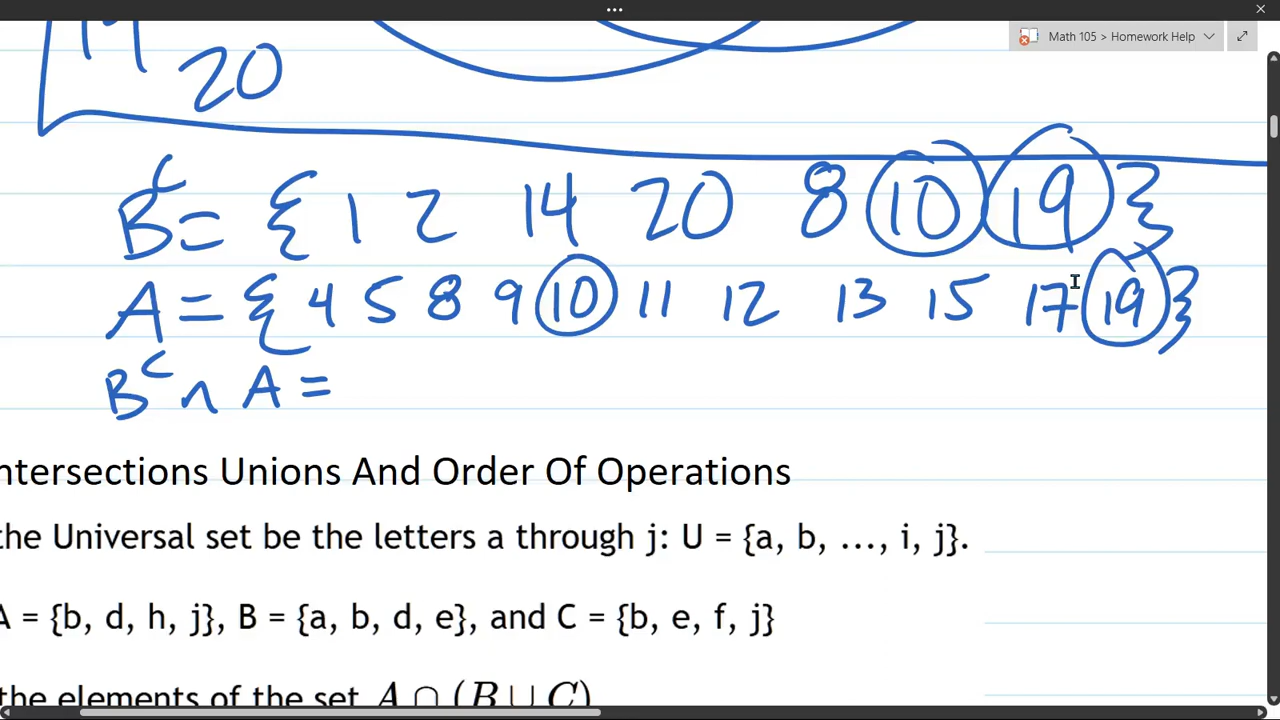 Math 105 > Homework Help
20
B^c = { 1 2 14 20 8 10 19 }
A = { 4 5 8 9 10 11 12 13 15 17 19 }
B^c ∩ A =
ntersections Unions And Order Of Operations
the Universal set be the letters a through j: U = {a, b, ..., i, j}.
A = {b, d, h, j}, B = {a, b, d, e}, and C = {b, e, f, j}
the elements of the set A ∩ (B ∪ C)